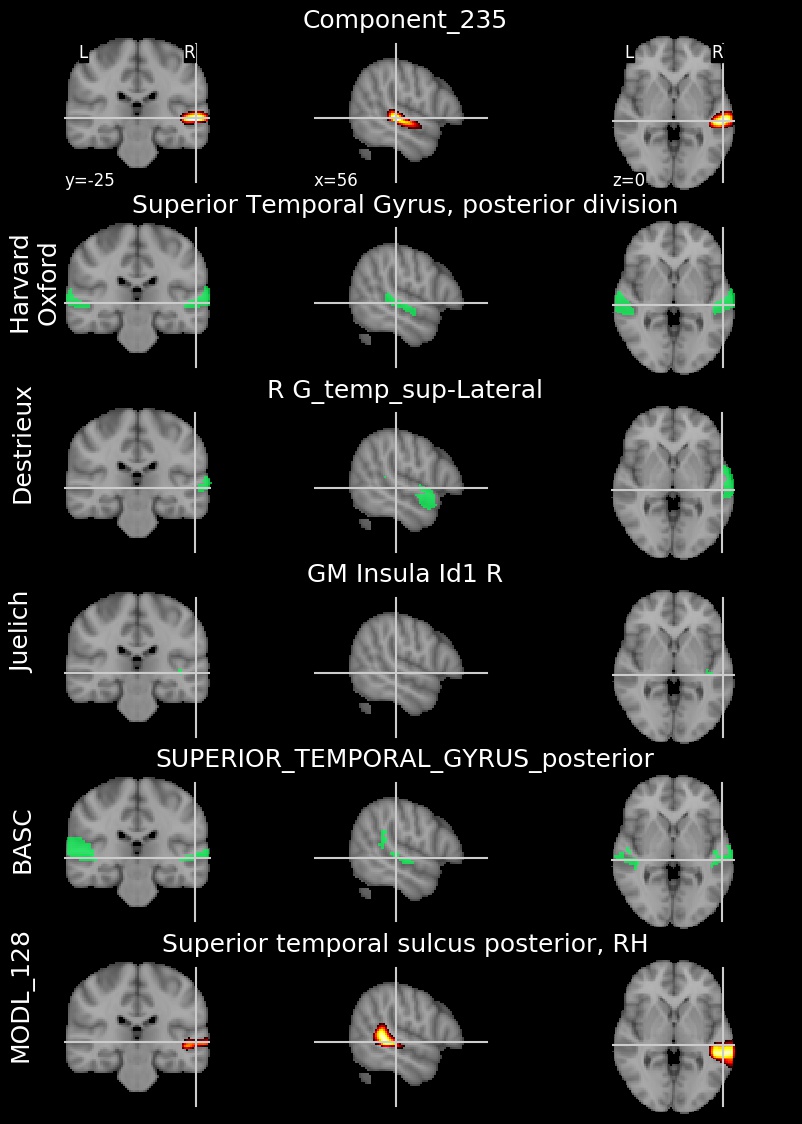 Component_235
L R
L R
y=-25
x=56
z=0
Superior Temporal Gyrus, posterior division
Harvard
Oxford
R G_temp_sup-Lateral
Destrieux
GM Insula Id1 R
Juelich
SUPERIOR_TEMPORAL_GYRUS_posterior
BASC
Superior temporal sulcus posterior, RH
MODL_128